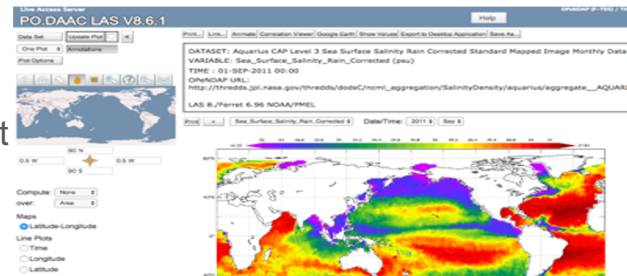 Live Access Server
PO.DAAC LAS V8.6.1
Help
OPeNDAP
Data Set
Update Plot
<
One Plot
Annotations
Plot Options
Print... Link... Animate Correlation Viewer Google Earth Show Values Export to Desktop Application Save As...
DATASET: Aquarius CAP Level 3 Sea Surface Salinity Rain Corrected Standard Mapped Image Monthly Data
VARIABLE: Sea_Surface_Salinity_Rain_Corrected (psu)
TIME : 01-SEP-2011 00:00
OPeNDAP URL:
http://thredds.jpl.nasa.gov/thredds/dodsC/ncml_aggregation/SalinityDensity/aquarius/aggregate__AQUAR
LAS 8./Ferret 6.96 NOAA/PMEL
t
90 N
0.5 W
0.5 W
90 S
Compute: None
over: Area
Maps
Latitude-Longitude
Line Plots
Time
Longitude
Latitude
Sea_Surface_Salinity_Rain_Corrected
Date/Time: 2011 Sep